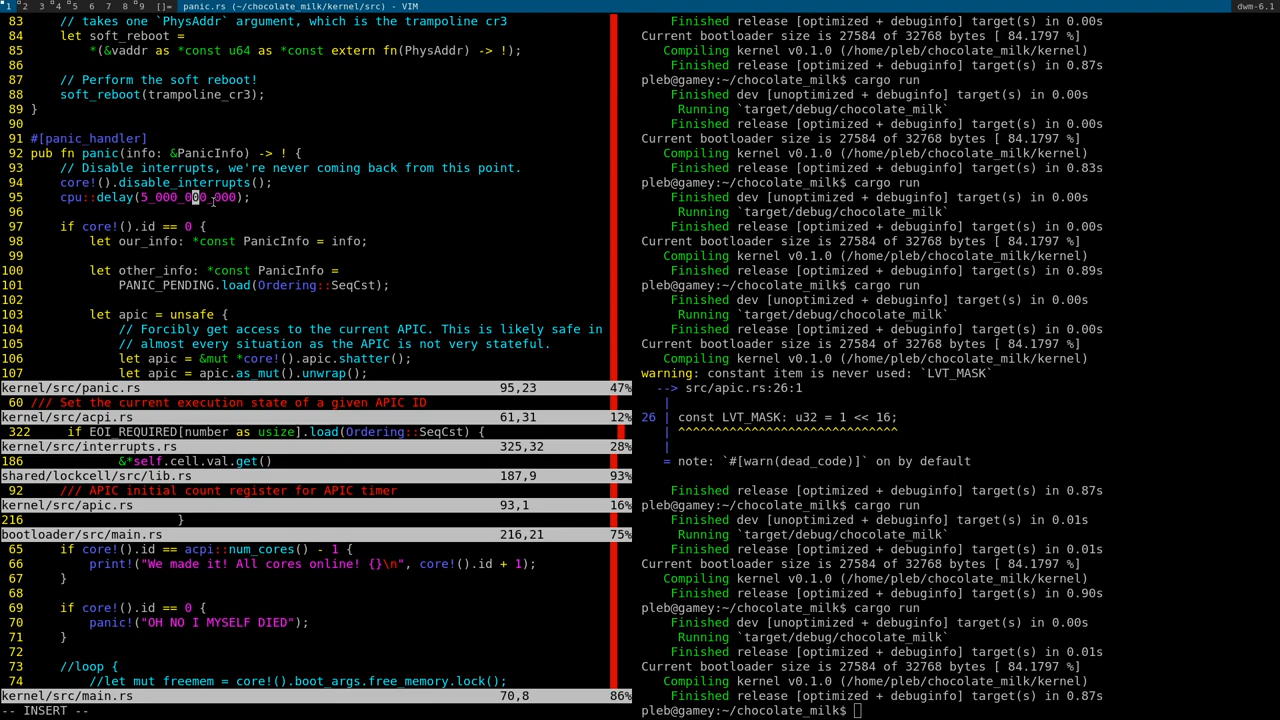 1 2 3 4 5 6 7 8 9 []= panic.rs (~/chocolate_milk/kernel/src) - VIM dwm-6.1
83 // takes one `PhysAddr` argument, which is the trampoline cr3
84 let soft_reboot =
85 *(&vaddr as *const u64 as *const extern fn(PhysAddr) -> !);
86
87 // Perform the soft reboot!
88 soft_reboot(trampoline_cr3);
89 }
90
91 #[panic_handler]
92 pub fn panic(info: &PanicInfo) -> ! {
93 // Disable interrupts, we're never coming back from this point.
94 core!().disable_interrupts();
95 cpu::delay(5_000_000_000);
96
97 if core!().id == 0 {
98 let our_info: *const PanicInfo = info;
99
100 let other_info: *const PanicInfo =
101 PANIC_PENDING.load(Ordering::SeqCst);
102
103 let apic = unsafe {
104 // Forcibly get access to the current APIC. This is likely safe in
105 // almost every situation as the APIC is not very stateful.
106 let apic = &mut *core!().apic.shatter();
107 let apic = apic.as_mut().unwrap();
kernel/src/panic.rs 95,23 47%
60 /// Set the current execution state of a given APIC ID
kernel/src/acpi.rs 61,31 12%
322 if EOI_REQUIRED[number as usize].load(Ordering::SeqCst) {
kernel/src/interrupts.rs 325,32 28%
186 &*self.cell.val.get()
shared/lockcell/src/lib.rs 187,9 93%
92 /// APIC initial count register for APIC timer
kernel/src/apic.rs 93,1 16%
216 }
bootloader/src/main.rs 216,21 75%
65 if core!().id == acpi::num_cores() - 1 {
66 print!("We made it! All cores online! {}\n", core!().id + 1);
67 }
68
69 if core!().id == 0 {
70 panic!("OH NO I MYSELF DIED");
71 }
72
73 //loop {
74 //let mut freemem = core!().boot_args.free_memory.lock();
kernel/src/main.rs 70,8 86%
-- INSERT --
Finished release [optimized + debuginfo] target(s) in 0.00s
Current bootloader size is 27584 of 32768 bytes [ 84.1797 %]
Compiling kernel v0.1.0 (/home/pleb/chocolate_milk/kernel)
Finished release [optimized + debuginfo] target(s) in 0.87s
pleb@gamey:~/chocolate_milk$ cargo run
Finished dev [unoptimized + debuginfo] target(s) in 0.00s
Running `target/debug/chocolate_milk`
Finished release [optimized + debuginfo] target(s) in 0.00s
Current bootloader size is 27584 of 32768 bytes [ 84.1797 %]
Compiling kernel v0.1.0 (/home/pleb/chocolate_milk/kernel)
Finished release [optimized + debuginfo] target(s) in 0.83s
pleb@gamey:~/chocolate_milk$ cargo run
Finished dev [unoptimized + debuginfo] target(s) in 0.00s
Running `target/debug/chocolate_milk`
Finished release [optimized + debuginfo] target(s) in 0.00s
Current bootloader size is 27584 of 32768 bytes [ 84.1797 %]
Compiling kernel v0.1.0 (/home/pleb/chocolate_milk/kernel)
Finished release [optimized + debuginfo] target(s) in 0.89s
pleb@gamey:~/chocolate_milk$ cargo run
Finished dev [unoptimized + debuginfo] target(s) in 0.00s
Running `target/debug/chocolate_milk`
Finished release [optimized + debuginfo] target(s) in 0.00s
Current bootloader size is 27584 of 32768 bytes [ 84.1797 %]
Compiling kernel v0.1.0 (/home/pleb/chocolate_milk/kernel)
warning: constant item is never used: `LVT_MASK`
--> src/apic.rs:26:1
|
26 | const LVT_MASK: u32 = 1 << 16;
| ^^^^^^^^^^^^^^^^^^^^^^^^^^^^^^
|
= note: `#[warn(dead_code)]` on by default
Finished release [optimized + debuginfo] target(s) in 0.87s
pleb@gamey:~/chocolate_milk$ cargo run
Finished dev [unoptimized + debuginfo] target(s) in 0.01s
Running `target/debug/chocolate_milk`
Finished release [optimized + debuginfo] target(s) in 0.01s
Current bootloader size is 27584 of 32768 bytes [ 84.1797 %]
Compiling kernel v0.1.0 (/home/pleb/chocolate_milk/kernel)
Finished release [optimized + debuginfo] target(s) in 0.90s
pleb@gamey:~/chocolate_milk$ cargo run
Finished dev [unoptimized + debuginfo] target(s) in 0.00s
Running `target/debug/chocolate_milk`
Finished release [optimized + debuginfo] target(s) in 0.01s
Current bootloader size is 27584 of 32768 bytes [ 84.1797 %]
Compiling kernel v0.1.0 (/home/pleb/chocolate_milk/kernel)
Finished release [optimized + debuginfo] target(s) in 0.87s
pleb@gamey:~/chocolate_milk$